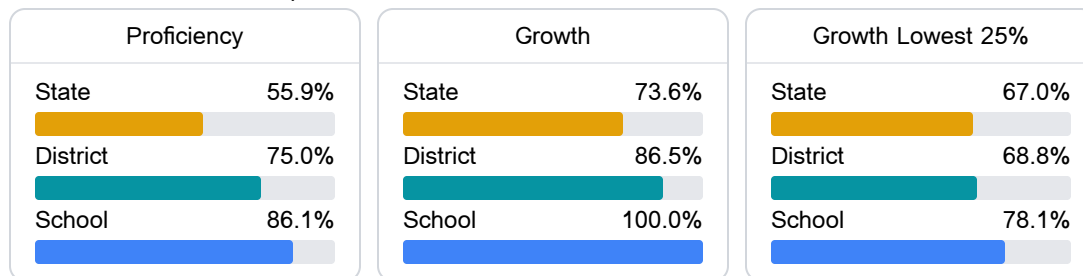 Proficiency
State 55.9%
District 75.0%
School 86.1%
Growth
State 73.6%
District 86.5%
School 100.0%
Growth Lowest 25%
State 67.0%
District 68.8%
School 78.1%